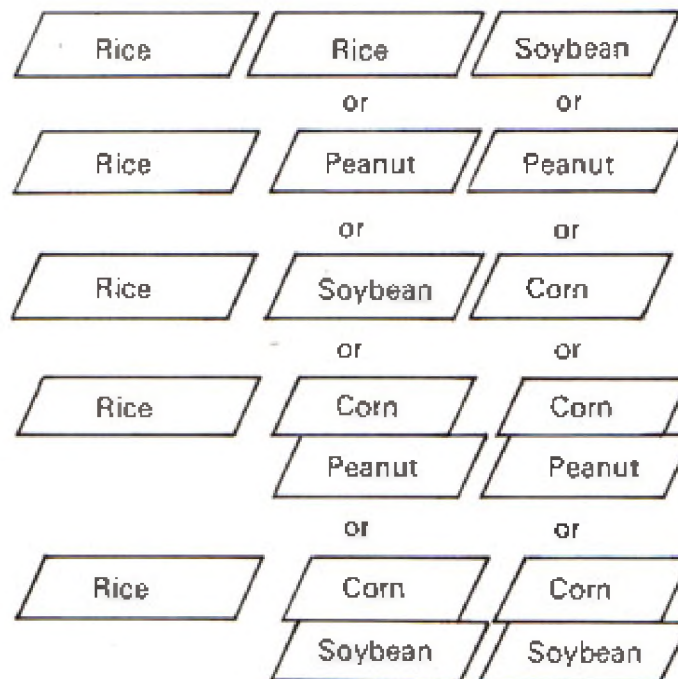 Rice Rice Soybean
or or
Rice Peanut Peanut
or or
Rice Soybean Corn
or or
Rice Corn Corn
Peanut Peanut
or or
Rice Corn Corn
Soybean Soybean